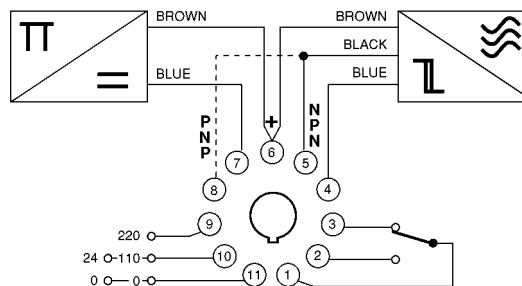 BROWN
BROWN
BLACK
BLUE
BLUE
PNP
+
NPN
6
7
5
8
4
9
3
220
10
2
24 110
11
1
0 0